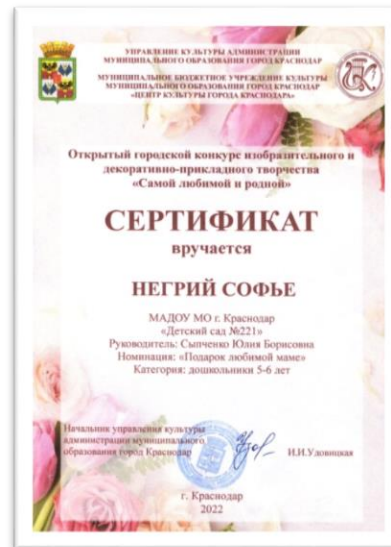 УПРАВЛЕНИЕ КУЛЬТУРЫ АДМИНИСТРАЦИИ
МУНИЦИПАЛЬНОГО ОБРАЗОВАНИЯ ГОРОД КРАСНОДАР
МУНИЦИПАЛЬНОЕ БЮДЖЕТНОЕ УЧРЕЖДЕНИЕ КУЛЬТУРЫ
МУНИЦИПАЛЬНОГО ОБРАЗОВАНИЯ ГОРОД КРАСНОДАР
«ЦЕНТР КУЛЬТУРЫ ГОРОДА КРАСНОДАРА»
Открытый городской конкурс изобразительного и
декоративно-прикладного творчества
«Самой любимой и родной»
СЕРТИФИКАТ
вручается
НЕГРИЙ СОФЬЕ
МАДОУ МО г. Краснодар
«Детский сад №221»
Руководитель: Сыпченко Юлия Борисовна
Номинация: «Подарок любимой маме»
Категория: дошкольники 5-6 лет
Начальник управления культуры
администрации муниципального
образования город Краснодар
И.И.Удовицкая
г. Краснодар
2022